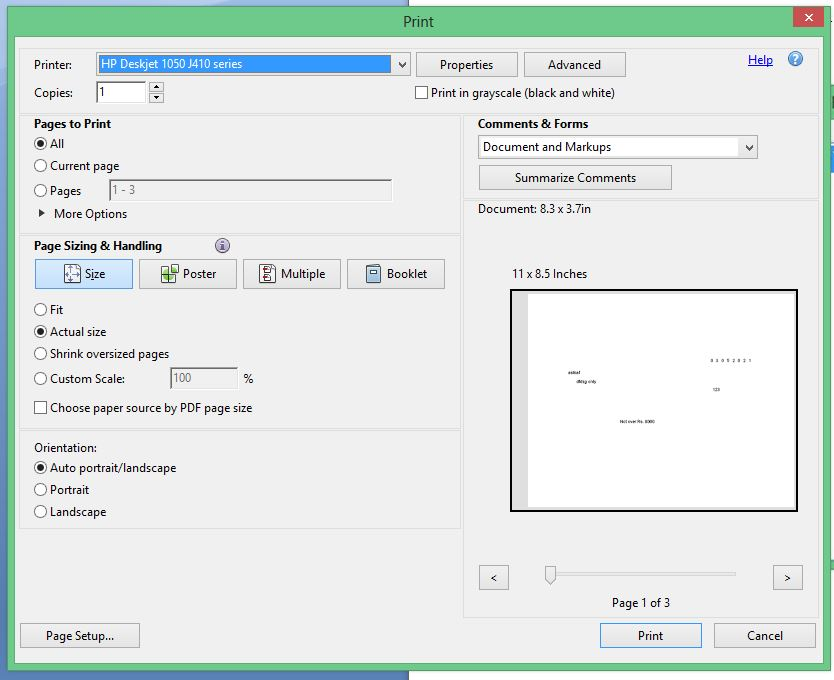 Print
Printer: HP Deskjet 1050 J410 series Properties Advanced Help
Copies: 1 Print in grayscale (black and white)
Pages to Print
All
Current page
Pages 1 - 3
More Options
Page Sizing & Handling
Size Poster Multiple Booklet
Fit
Actual size
Shrink oversized pages
Custom Scale: 100 %
Choose paper source by PDF page size
Orientation:
Auto portrait/landscape
Portrait
Landscape
Comments & Forms
Document and Markups
Summarize Comments
Document: 8.3 x 3.7in
11 x 8.5 Inches
0 3 0 5 2 0 2 1
only
123
Not over Rs.
< >
Page 1 of 3
Page Setup... Print Cancel